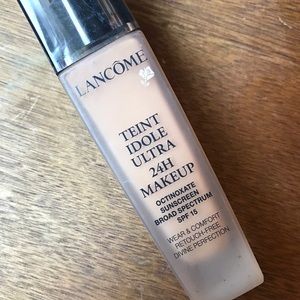 LANCÔME
TEINT
IDOLE
ULTRA
24H
MAKEUP
OCTINOXATE
SUNSCREEN
BROAD SPECTRUM
SPF 15
WEAR & COMFORT
RETOUCH-FREE
DIVINE PERFECTION